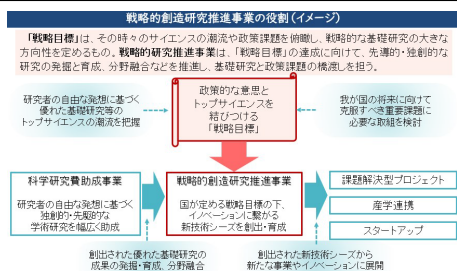 戦略的創造研究推進事業の役割（イメージ）
「戦略目標」は、その時々のサイエンスの潮流や政策課題を俯瞰し、戦略的な基礎研究の大きな
方向性を定めるもの。戦略的研究推進事業は、「戦略目標」の達成に向けて、先導的・独創的な
研究の発掘と育成、分野融合などを推進し、基礎研究と政策課題の橋渡しを担う。
研究者の自由な発想に基づく
優れた基礎研究等の
トップサイエンスの潮流を把握
政策的な意思と
トップサイエンスを
結びつける
「戦略目標」
我が国の将来に向けて
克服すべき重要課題に
必要な取組を検討
科学研究費助成事業
研究者の自由な発想に基づく
独創的・先駆的な
学術研究を幅広く助成
戦略的創造研究推進事業
国が定める戦略目標の下、
イノベーションに繋がる
新技術シーズを創出・育成
課題解決型プロジェクト
産学連携
スタートアップ
創出された優れた基礎研究の
成果の発掘・育成、分野融合
創出された新技術シーズから
新たな事業やイノベーションに展開